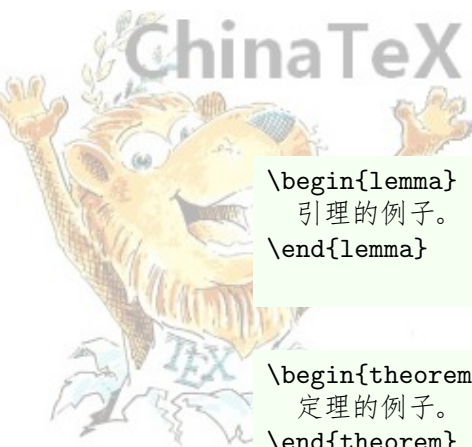 ChinaTeX
\begin{lemma}
引理的例子。
\end{lemma}
TEX
\begin{theorem
定理的例子。
\end{theorem}